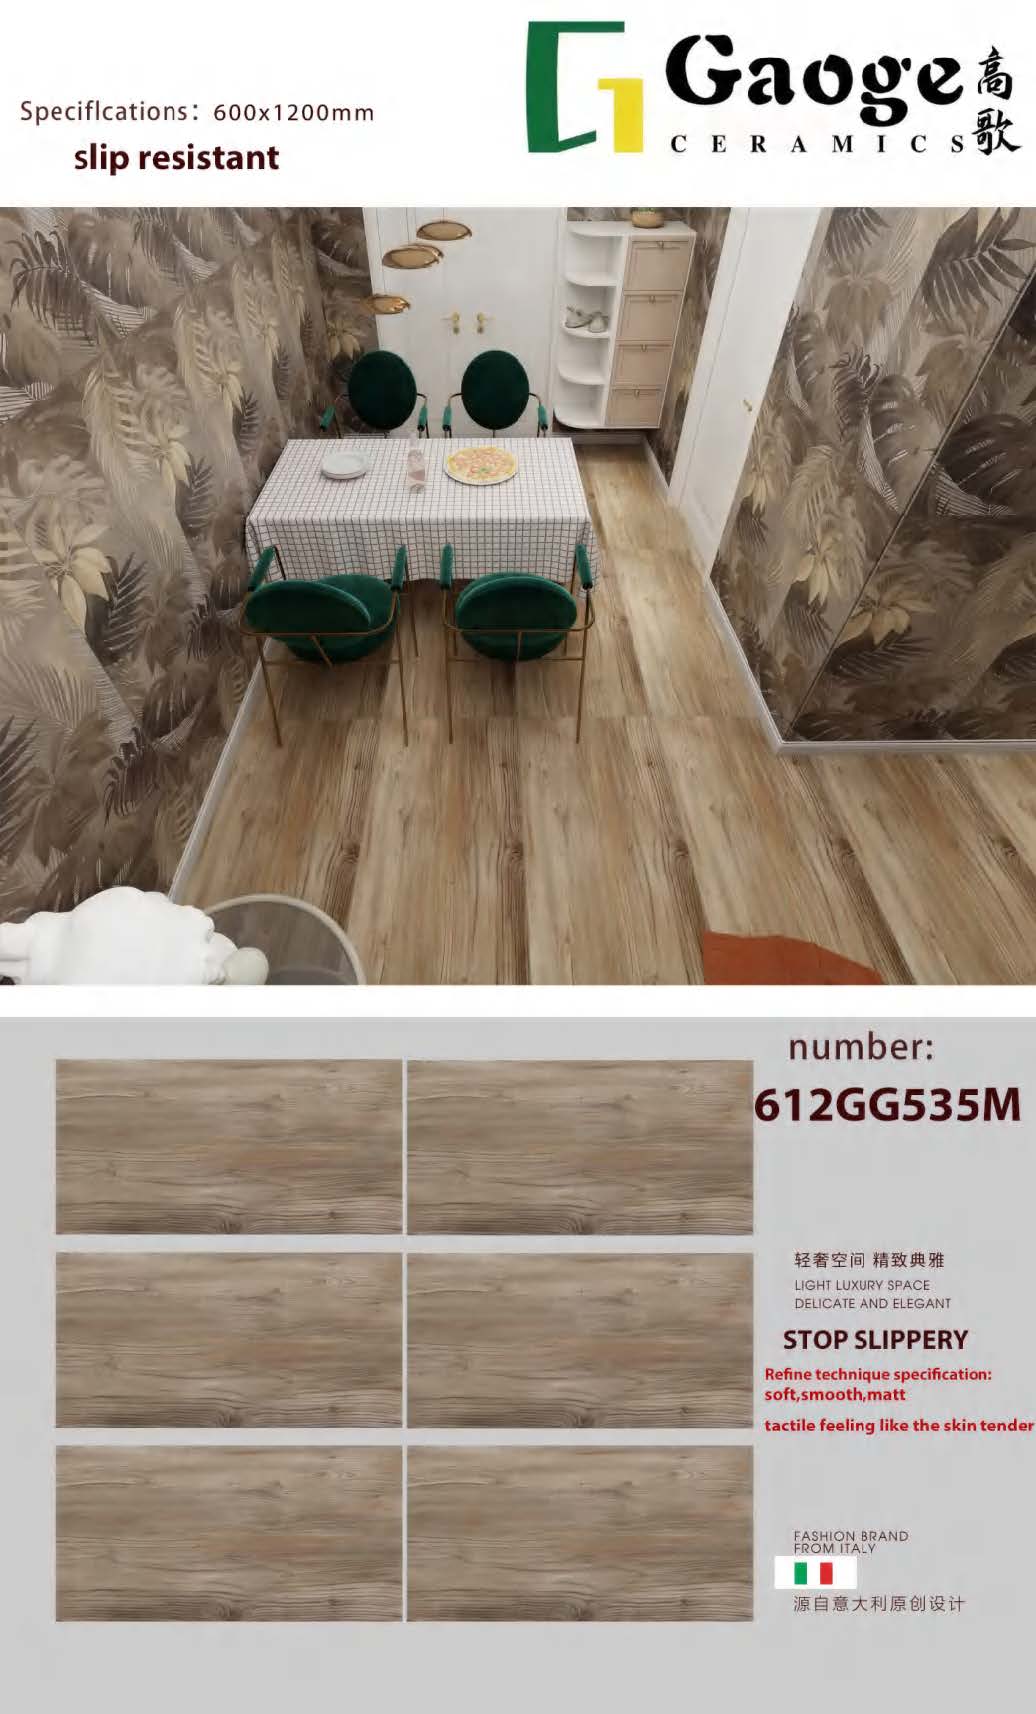 Speciflcations：600x1200mm
slip resistant
Gaoge
CERAMICS
高歌
number:
612GG535M
轻奢空间 精致典雅
LIGHT LUXURY SPACE
DELICATE AND ELEGANT
STOP SLIPPERY
Refine technique specification:
soft,smooth,matt
tactile feeling like the skin tender
FASHION BRAND
FROM ITALY
源自意大利原创设计